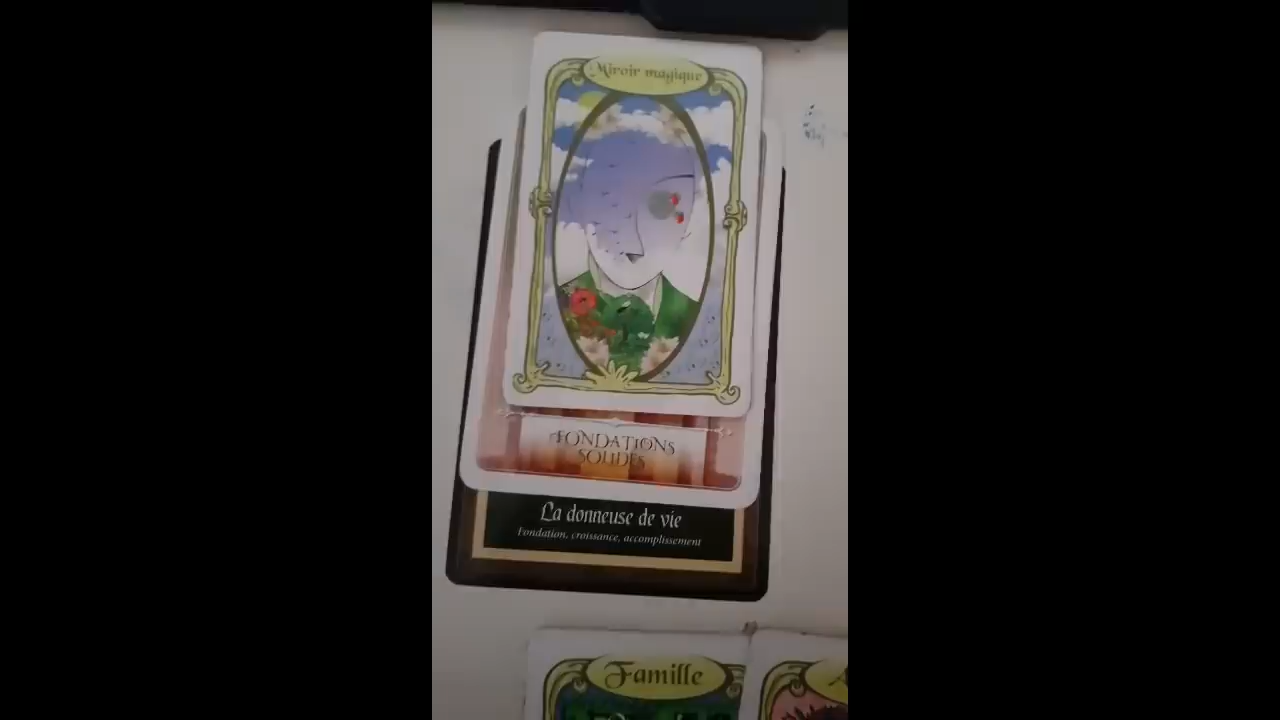 Miroir magique
FONDATIONS
SOLIDES
La donneuse de vie
Fondation, croissance, accomplissement
Famille